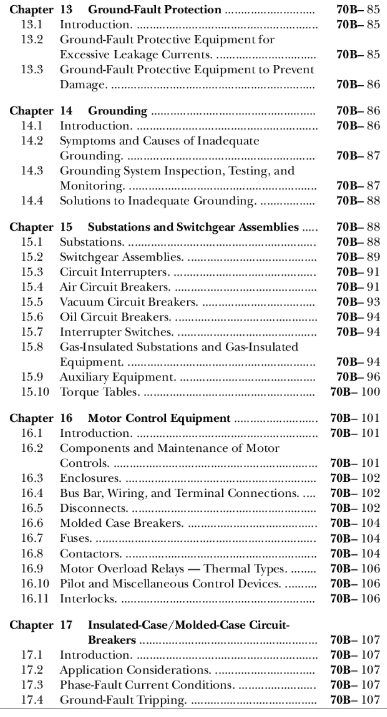 Chapter 13 Ground-Fault Protection ............................. 70B– 85
13.1 Introduction. .......................................................... 70B– 85
13.2 Ground-Fault Protective Equipment for
Excessive Leakage Currents. ................................ 70B– 85
13.3 Ground-Fault Protective Equipment to Prevent
Damage. ................................................................. 70B– 86
Chapter 14 Grounding ..................................................... 70B– 86
14.1 Introduction. .......................................................... 70B– 86
14.2 Symptoms and Causes of Inadequate
Grounding. ............................................................ 70B– 87
14.3 Grounding System Inspection, Testing, and
Monitoring. ............................................................ 70B– 87
14.4 Solutions to Inadequate Grounding. .................. 70B– 88
Chapter 15 Substations and Switchgear Assemblies ..... 70B– 88
15.1 Substations. ............................................................ 70B– 88
15.2 Switchgear Assemblies. ......................................... 70B– 89
15.3 Circuit Interrupters. .............................................. 70B– 91
15.4 Air Circuit Breakers. ............................................. 70B– 91
15.5 Vacuum Circuit Breakers. ..................................... 70B– 93
15.6 Oil Circuit Breakers. ............................................. 70B– 94
15.7 Interrupter Switches. ............................................. 70B– 94
15.8 Gas-Insulated Substations and Gas-Insulated
Equipment. ............................................................ 70B– 94
15.9 Auxiliary Equipment. ............................................ 70B– 96
15.10 Torque Tables. ....................................................... 70B– 100
Chapter 16 Motor Control Equipment ........................... 70B– 101
16.1 Introduction. .......................................................... 70B– 101
16.2 Components and Maintenance of Motor
Controls. ................................................................. 70B– 101
16.3 Enclosures. ............................................................. 70B– 102
16.4 Bus Bar, Wiring, and Terminal Connections. .... 70B– 102
16.5 Disconnects. ........................................................... 70B– 102
16.6 Molded Case Breakers. ......................................... 70B– 104
16.7 Fuses. ...................................................................... 70B– 104
16.8 Contactors. ............................................................. 70B– 104
16.9 Motor Overload Relays — Thermal Types. ........ 70B– 106
16.10 Pilot and Miscellaneous Control Devices. .......... 70B– 106
16.11 Interlocks. .............................................................. 70B– 106
Chapter 17 Insulated-Case/Molded-Case Circuit-
Breakers ......................................................... 70B– 107
17.1 Introduction. .......................................................... 70B– 107
17.2 Application Considerations. ................................. 70B– 107
17.3 Phase-Fault Current Conditions. ......................... 70B– 107
17.4 Ground-Fault Tripping. ........................................ 70B– 107